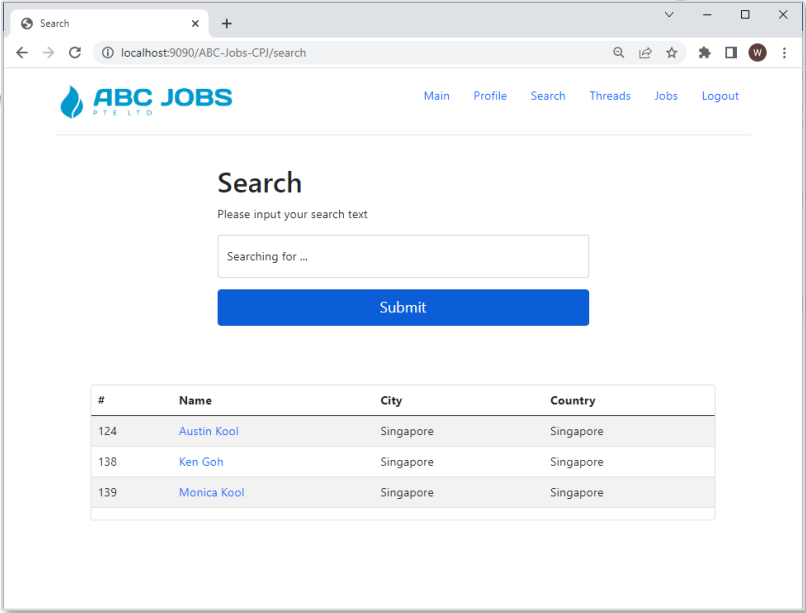 Search
localhost:9090/ABC-Jobs-CPJ/search
W
ABC JOBS
PTE LTD
Main Profile Search Threads Jobs Logout
Search
Please input your search text
Searching for ...
Submit
# Name City Country
124 Austin Kool Singapore Singapore
138 Ken Goh Singapore Singapore
139 Monica Kool Singapore Singapore